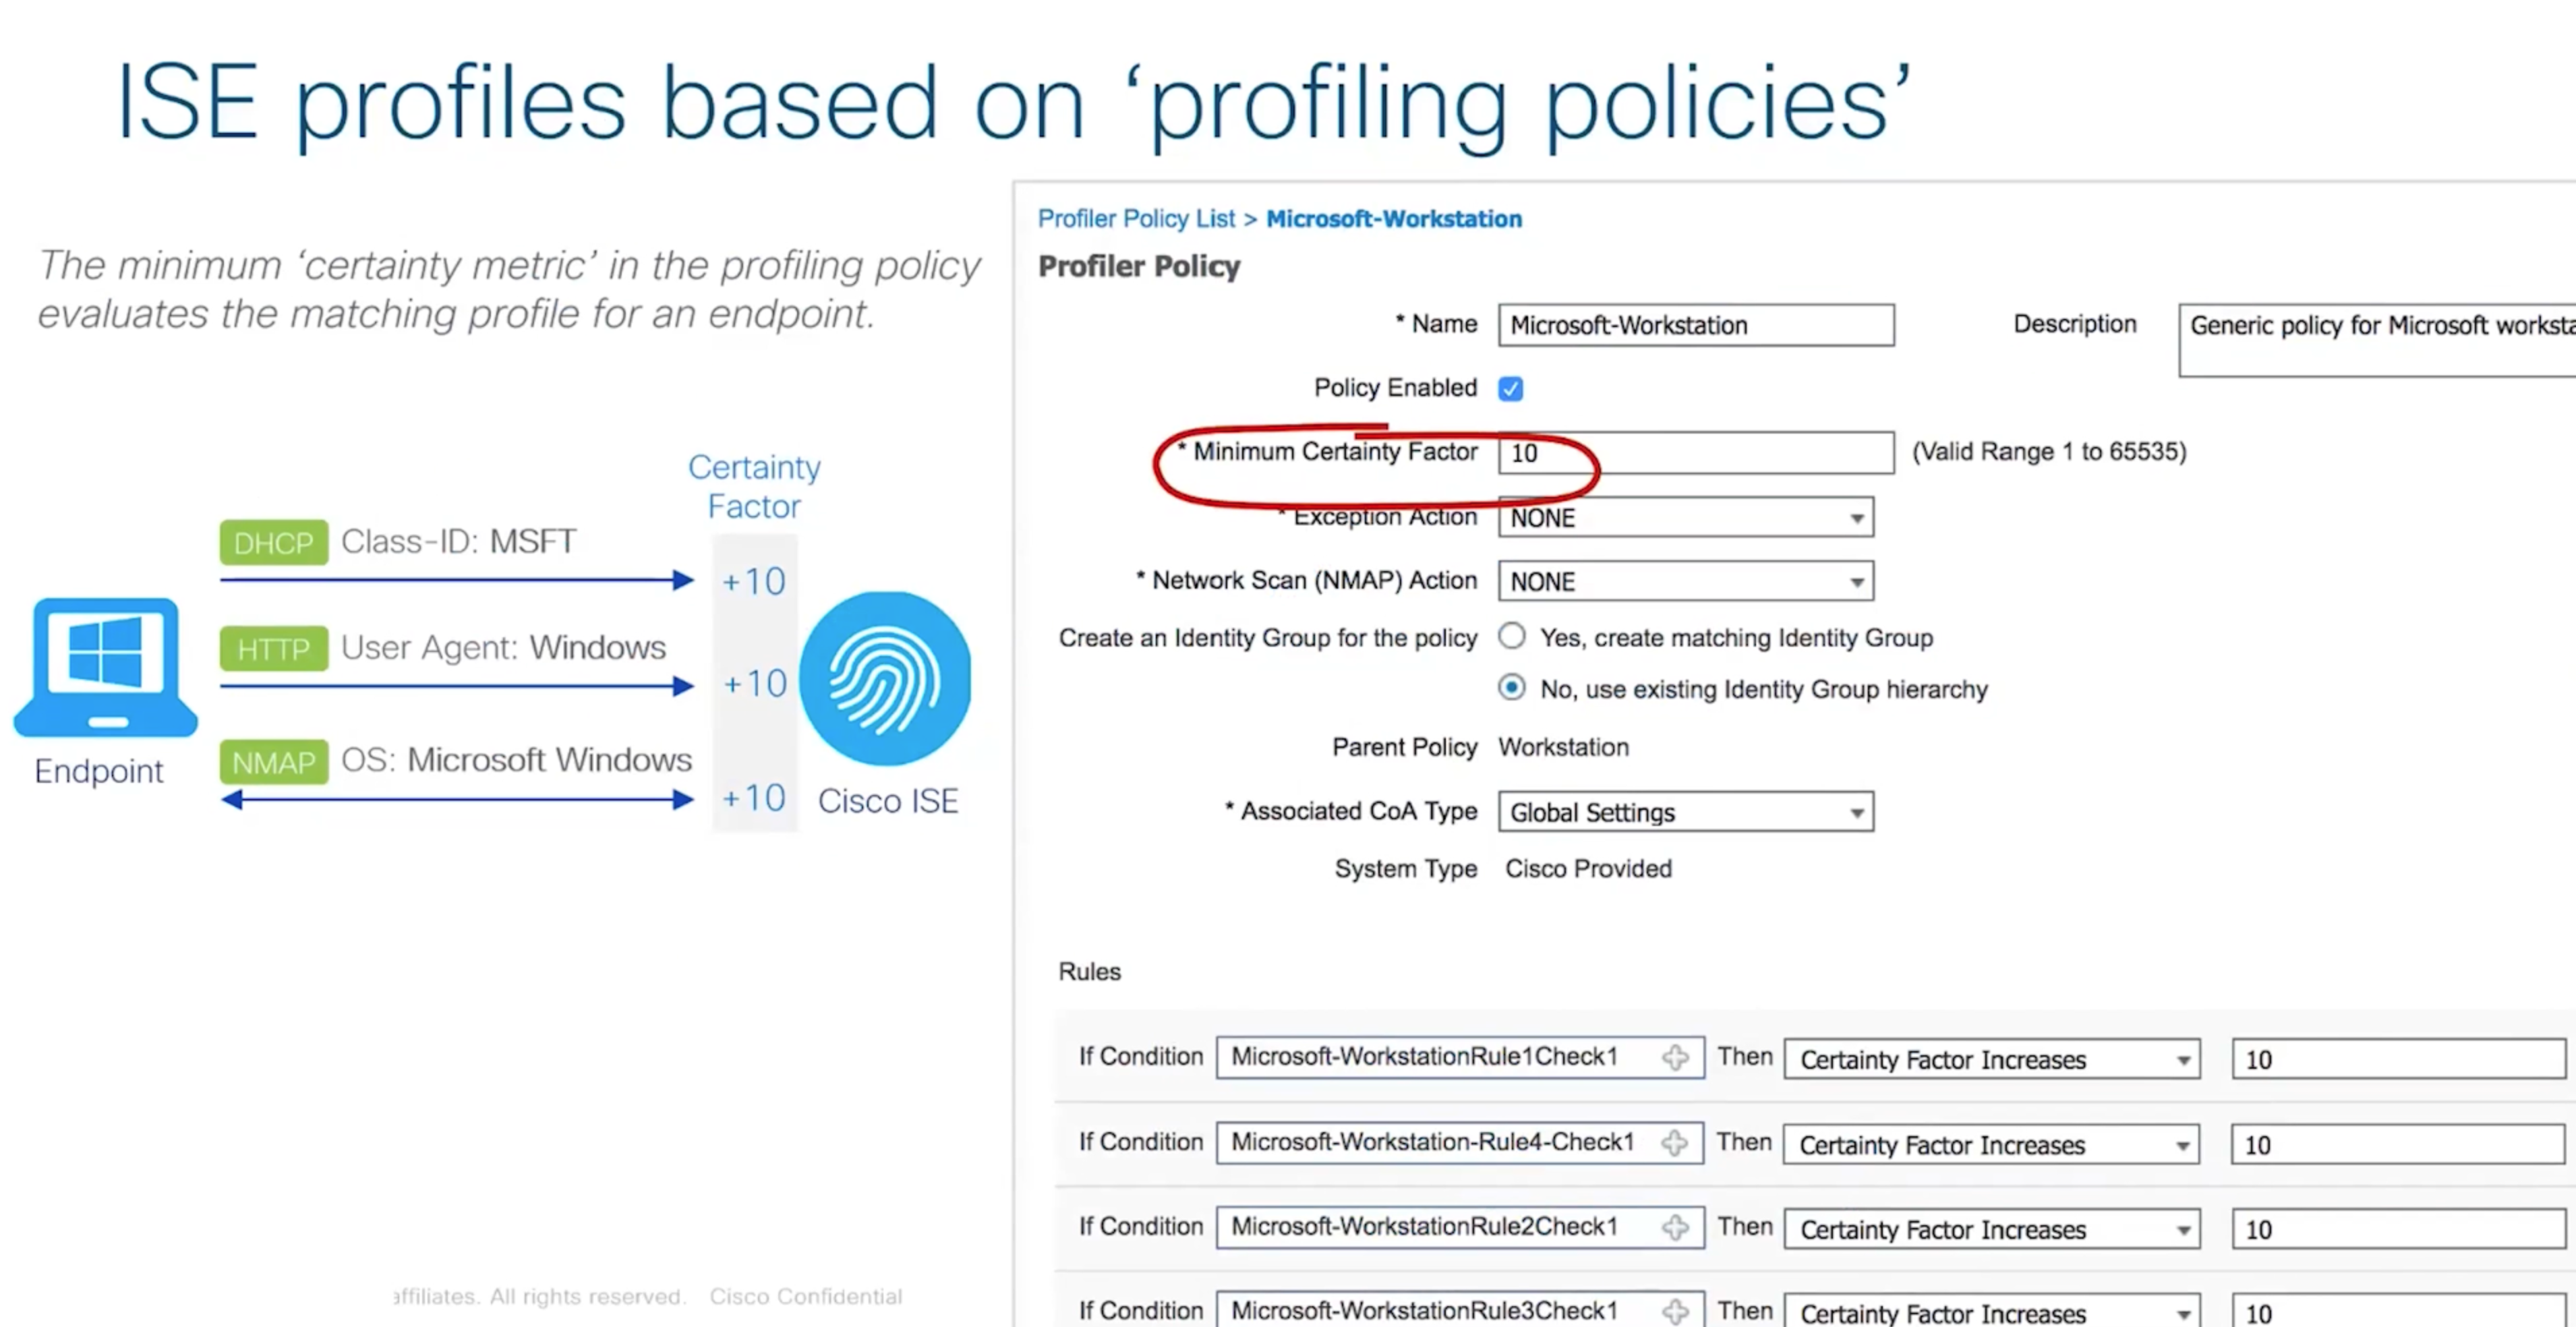 ISE profiles based on ‘profiling policies’
The minimum ‘certainty metric’ in the profiling policy
evaluates the matching profile for an endpoint.
Certainty
Factor
DHCP Class-ID: MSFT
+10
HTTP User Agent: Windows
+10
NMAP OS: Microsoft Windows
+10
Endpoint
Cisco ISE
Profiler Policy List > Microsoft-Workstation
Profiler Policy
* Name Microsoft-Workstation Description Generic policy for Microsoft
Policy Enabled
* Minimum Certainty Factor 10 (Valid Range 1 to 65535)
* Exception Action NONE
* Network Scan (NMAP) Action NONE
Create an Identity Group for the policy Yes, create matching Identity Group
No, use existing Identity Group hierarchy
Parent Policy Workstation
* Associated CoA Type Global Settings
System Type Cisco Provided
Rules
If Condition Microsoft-WorkstationRule1Check1 Then Certainty Factor Increases 10
If Condition Microsoft-Workstation-Rule4-Check1 Then Certainty Factor Increases 10
If Condition Microsoft-WorkstationRule2Check1 Then Certainty Factor Increases 10
If Condition Microsoft-WorkstationRule3Check1 Then Certainty Factor Increases 10
affiliates. All rights reserved. Cisco Confidential